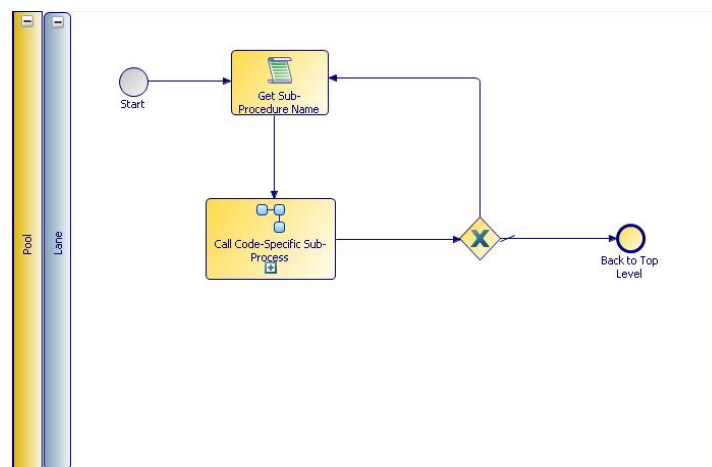 Pool
Lane
Start
Get Sub-
Procedure Name
Call Code-Specific Sub-
Process
X
Back to Top
Level